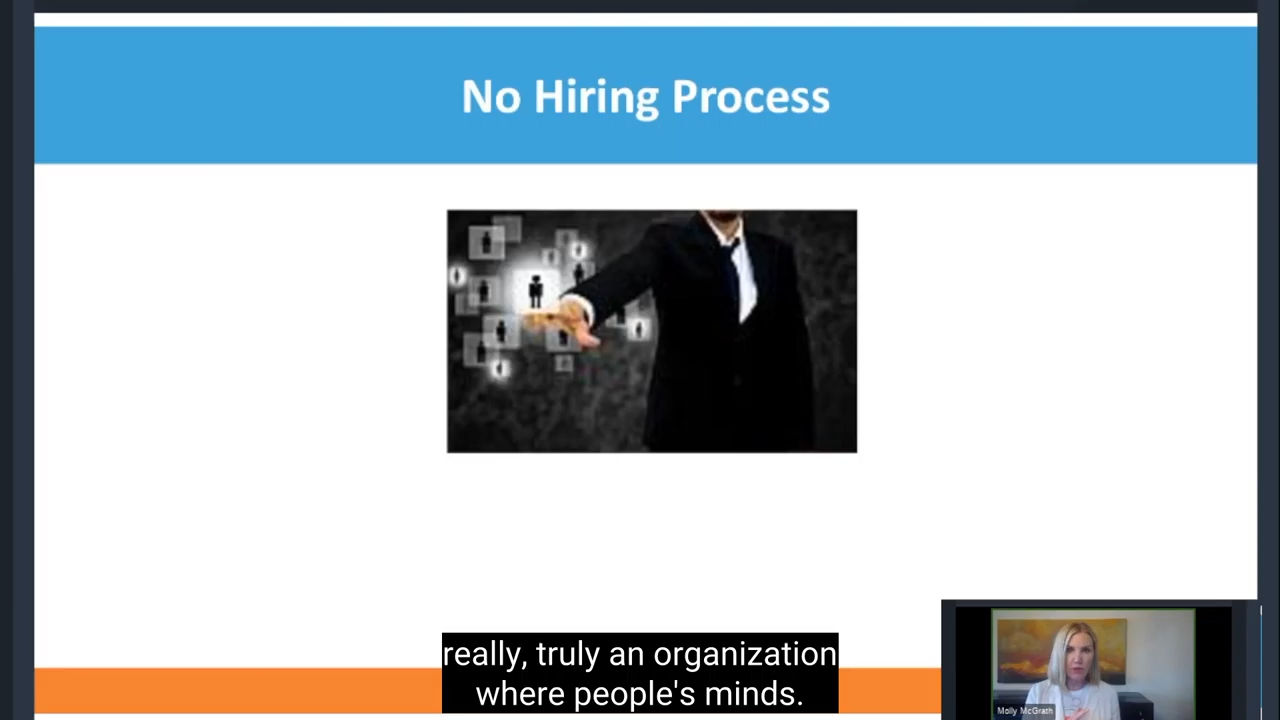 No Hiring Process
really, truly an organization
where people's minds.
Molly McGrath